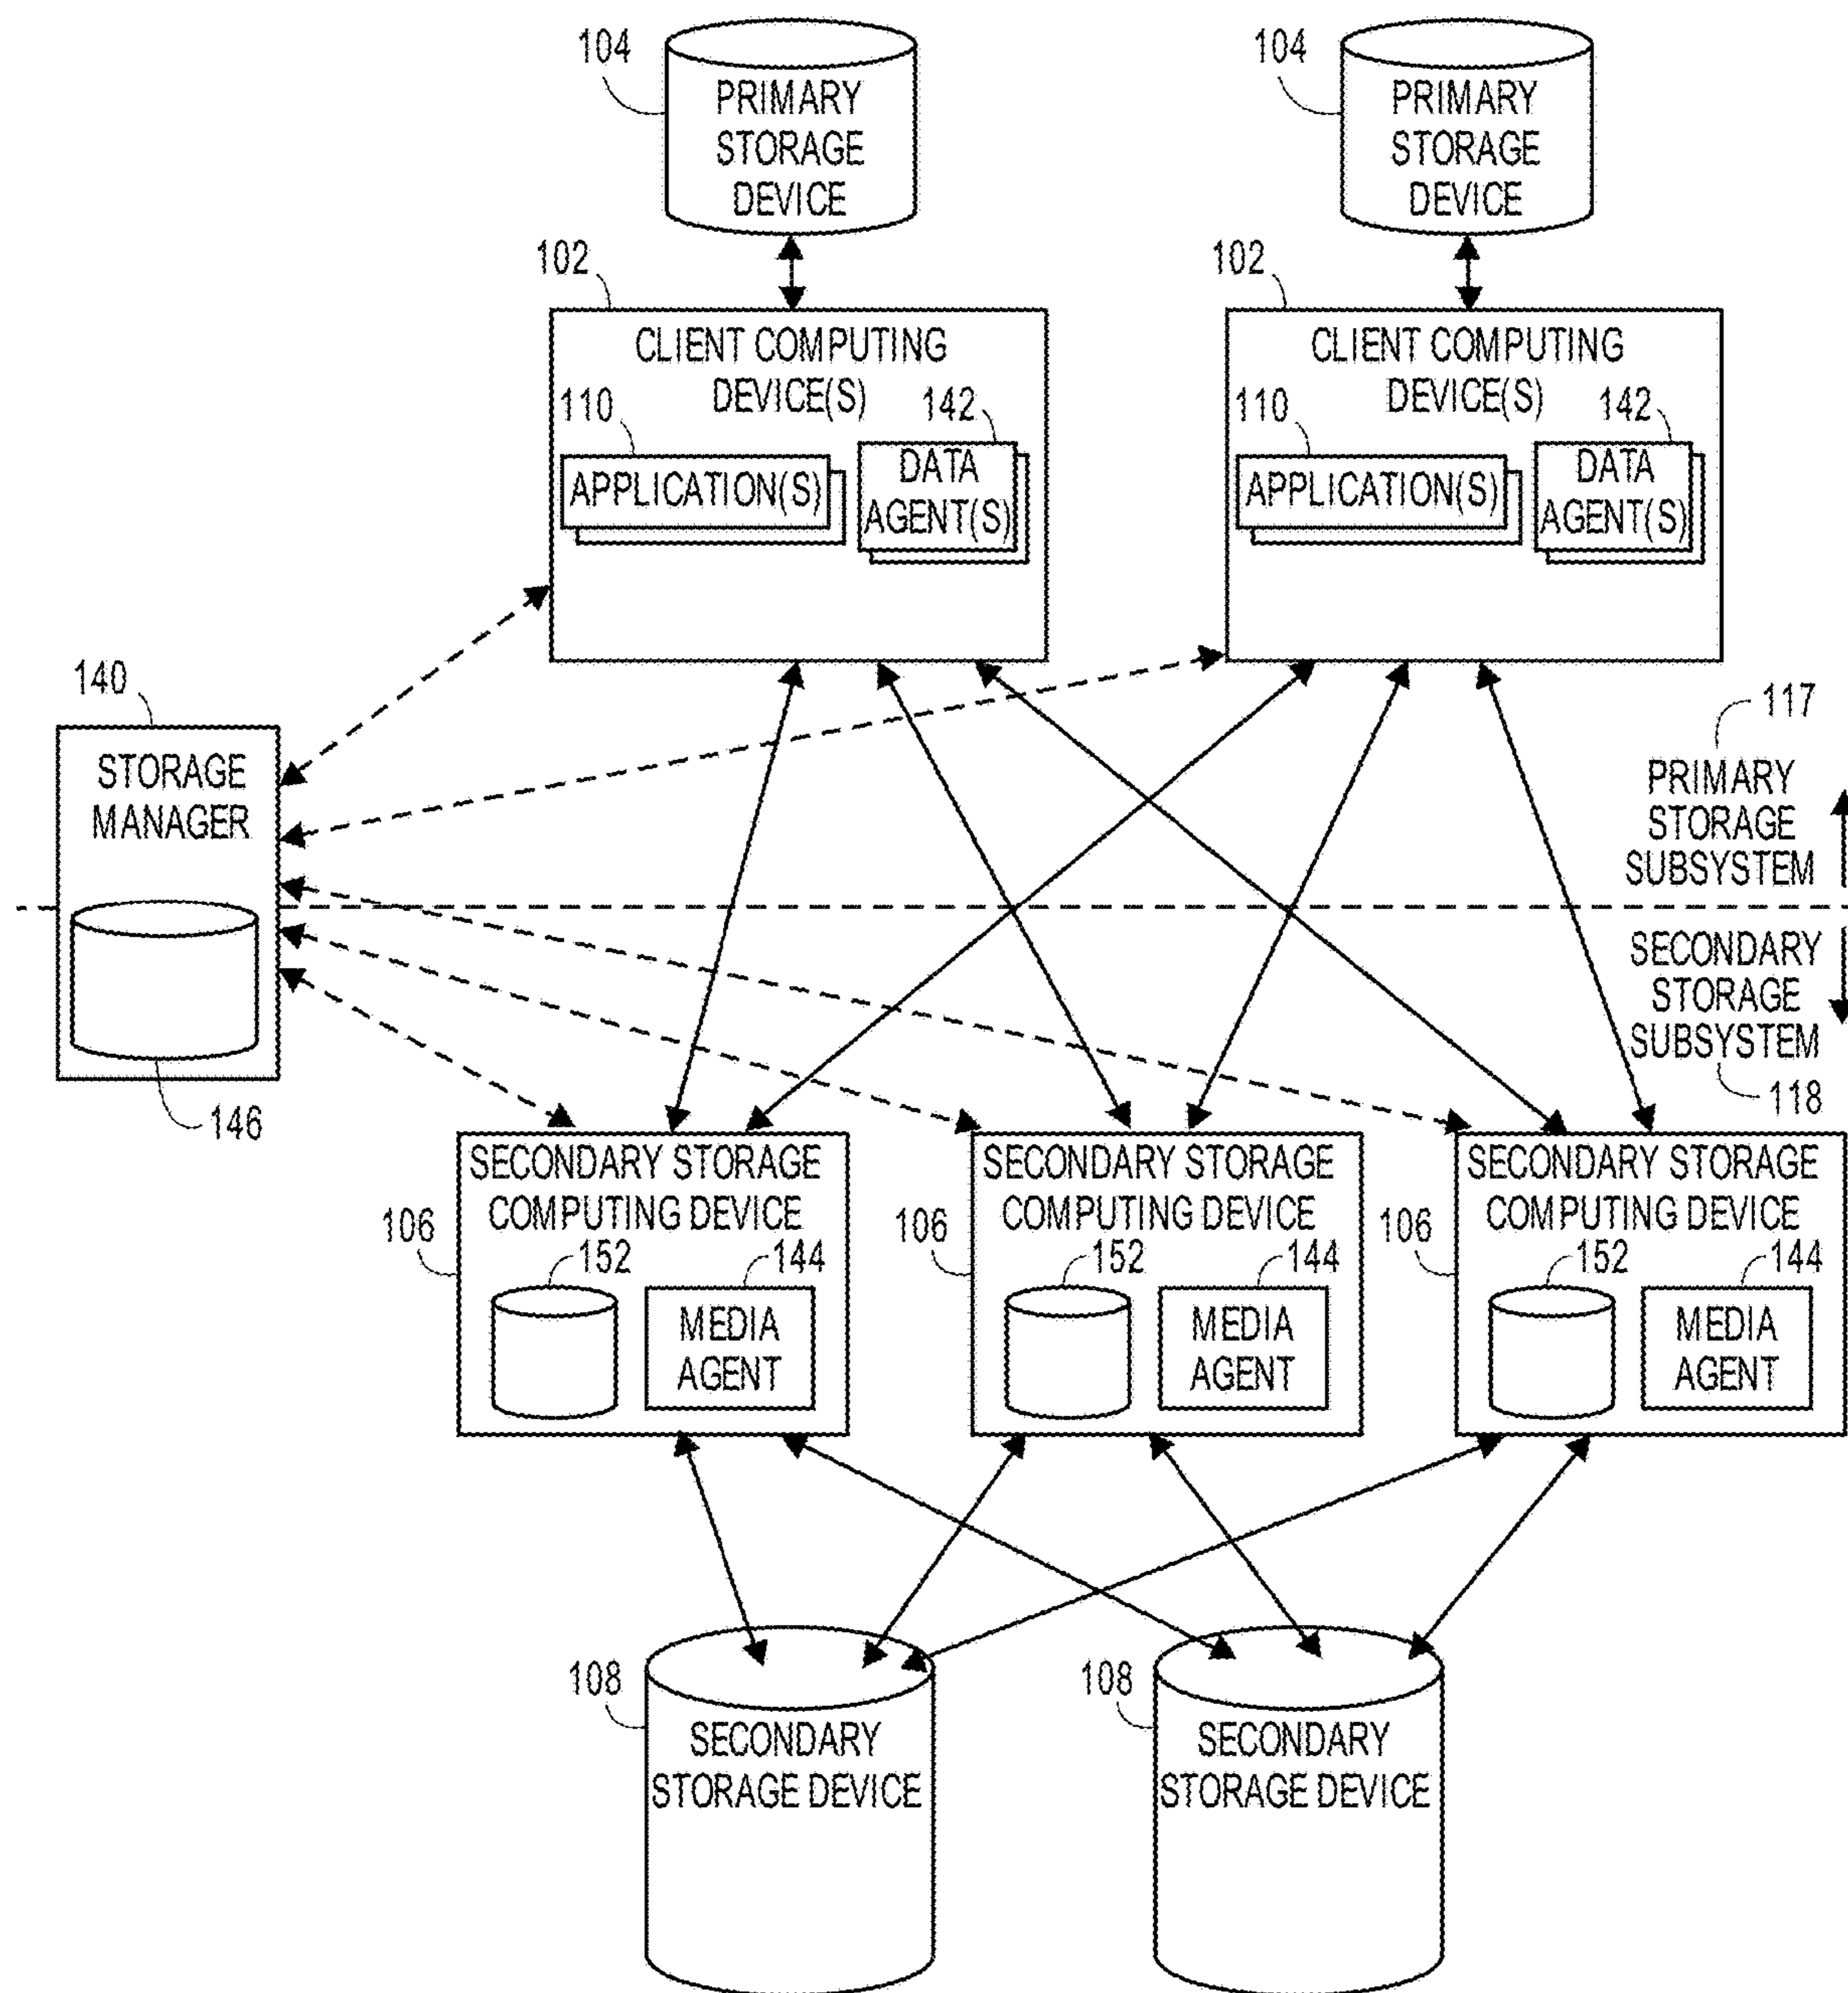 104
PRIMARY
STORAGE
DEVICE
104
PRIMARY
STORAGE
DEVICE
102
CLIENT COMPUTING
DEVICE(S)
110
142
APPLICATION(S)
DATA
AGENT(S)
102
CLIENT COMPUTING
DEVICE(S)
110
142
APPLICATION(S)
DATA
AGENT(S)
140
STORAGE
MANAGER
146
117
PRIMARY
STORAGE
SUBSYSTEM
SECONDARY
STORAGE
SUBSYSTEM
118
SECONDARY STORAGE
COMPUTING DEVICE
106
152
144
MEDIA
AGENT
SECONDARY STORAGE
COMPUTING DEVICE
106
152
144
MEDIA
AGENT
SECONDARY STORAGE
COMPUTING DEVICE
106
152
144
MEDIA
AGENT
108
SECONDARY
STORAGE DEVICE
108
SECONDARY
STORAGE DEVICE